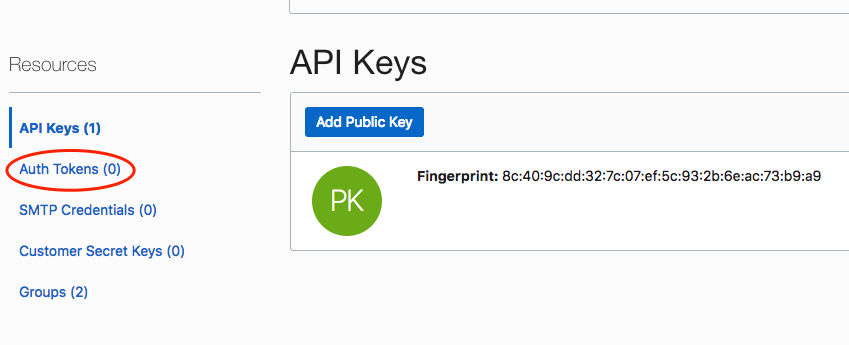 Resources
API Keys (1)
Auth Tokens (0)
SMTP Credentials (0)
Customer Secret Keys (0)
Groups (2)
API Keys
Add Public Key
PK
Fingerprint: 8c:40:9c:dd:32:7c:07:ef:5c:93:2b:6e:ac:73:b9:a9